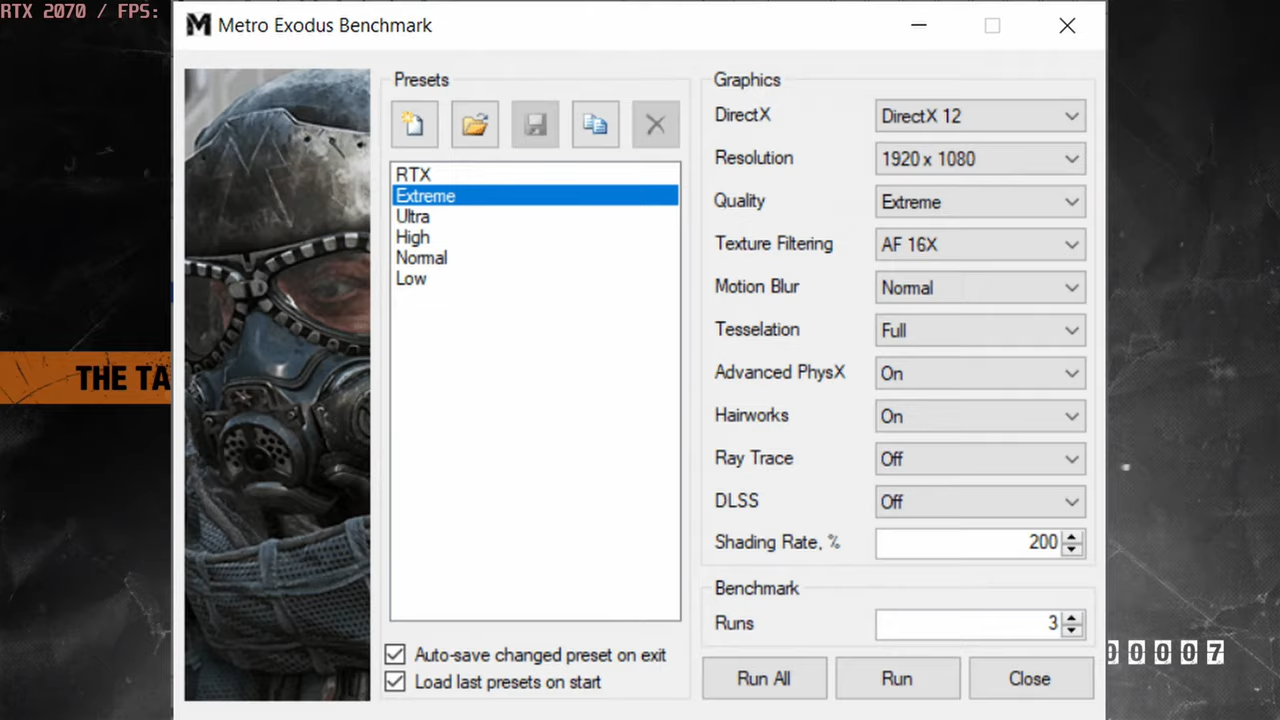 RTX 2070 / FPS:
Metro Exodus Benchmark
Presets
RTX
Extreme
Ultra
High
Normal
Low
Auto-save changed preset on exit
Load last presets on start
Graphics
DirectX DirectX 12
Resolution 1920 x 1080
Quality Extreme
Texture Filtering AF 16X
Motion Blur Normal
Tesselation Full
Advanced PhysX On
Hairworks On
Ray Trace Off
DLSS Off
Shading Rate, % 200
Benchmark
Runs 3
Run All Run Close
THE TA
00007